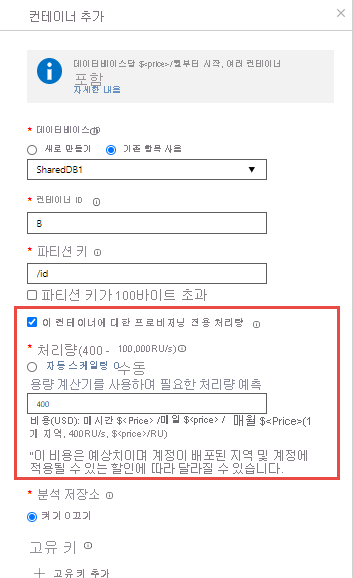 컨테이너 추가
데이터베이스당 $<price>/월부터 시작, 여러 컨테이너
포함
자세한 내용
* 데이터베이스 ID
새로 만들기 기존 항목 사용
SharedDB1
* 컨테이너 ID
B
* 파티션 키
/id
파티션 키가 100바이트 초과
이 컨테이너에 대한 프로비저닝 전용 처리량
* 처리량(400 - 100,000RU/s)
자동 스케일링 수동
용량 계산기를 사용하여 필요한 처리량 예측
400
비용(USD): 매시간 $<Price> /매일 $<price> / 매월 $<Price>(1
개 지역, 400RU/s, $<price>/RU)
"이 비용은 예상치이며 계정이 배포된 지역 및 계정에
적용될 수 있는 할인에 따라 달라질 수 있습니다.
* 분석 저장소
켜기 끄기
고유 키
+ 고유 키 추가